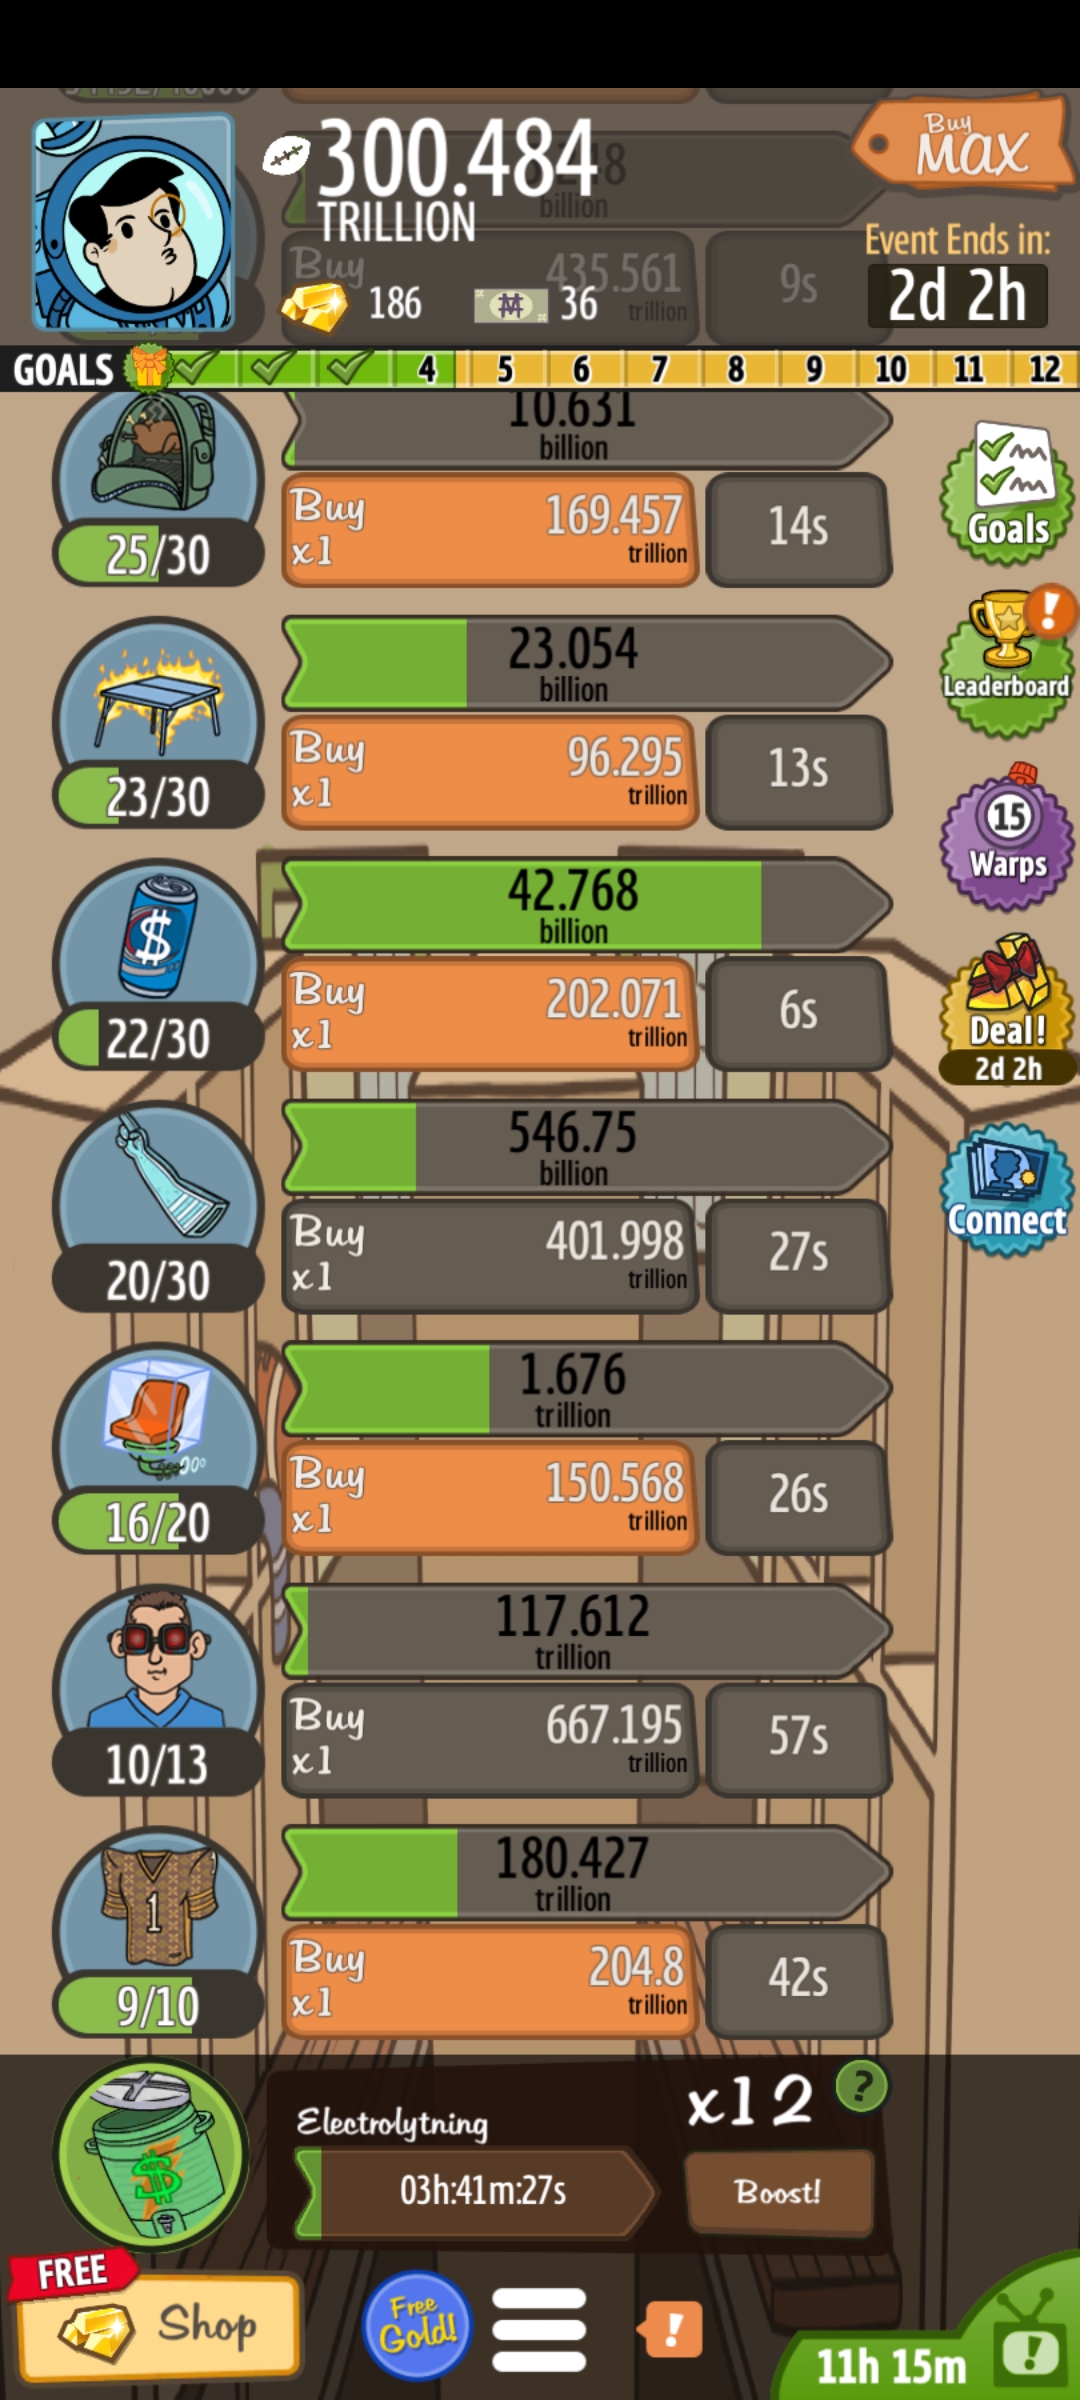 300.484
TRILLION
Buy
MAX
billion
Event Ends in:
2d 2h
Buy
435.561
trillion
9s
186
36
GOALS
4 5 6 7 8 9 10 11 12
10.631
billion
Buy
x1
169.457
trillion
14s
25/30
Goals
23.054
billion
Buy
x1
96.295
trillion
13s
23/30
!
Leaderboard
42.768
billion
Buy
x1
202.071
trillion
6s
$
22/30
15
Warps
Deal!
2d 2h
546.75
billion
Buy
x1
401.998
trillion
27s
20/30
Connect
1.676
trillion
Buy
x1
150.568
trillion
26s
16/20
117.612
trillion
Buy
x1
667.195
trillion
57s
10/13
180.427
trillion
Buy
x1
204.8
trillion
42s
1
9/10
Electrolytning
x12
?
03h:41m:27s
Boost!
$
FREE
Shop
Free
Gold!
!
11h 15m
!